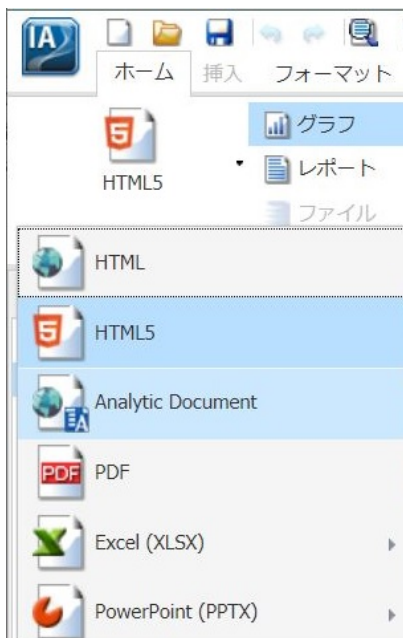 IA
ホーム 挿入 フォーマット
HTML5
グラフ
レポート
ファイル
HTML
HTML5
Analytic Document
PDF
Excel (XLSX)
PowerPoint (PPTX)